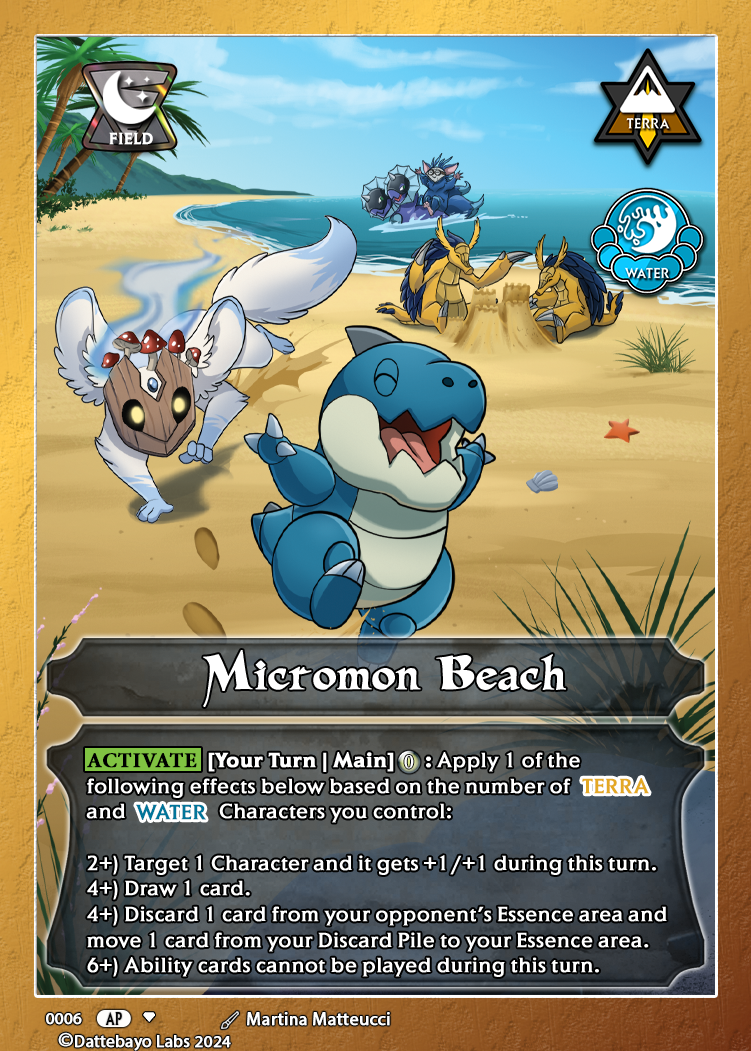 FIELD
TERRA
WATER
Micromon Beach
ACTIVATE [Your Turn | Main] 0 : Apply 1 of the
following effects below based on the number of TERRA
and WATER Characters you control:
2+) Target 1 Character and it gets +1/+1 during this turn.
4+) Draw 1 card.
4+) Discard 1 card from your opponent's Essence area and
move 1 card from your Discard Pile to your Essence area.
6+) Ability cards cannot be played during this turn.
0006 AP Martina Matteucci
©Dattebayo Labs 2024